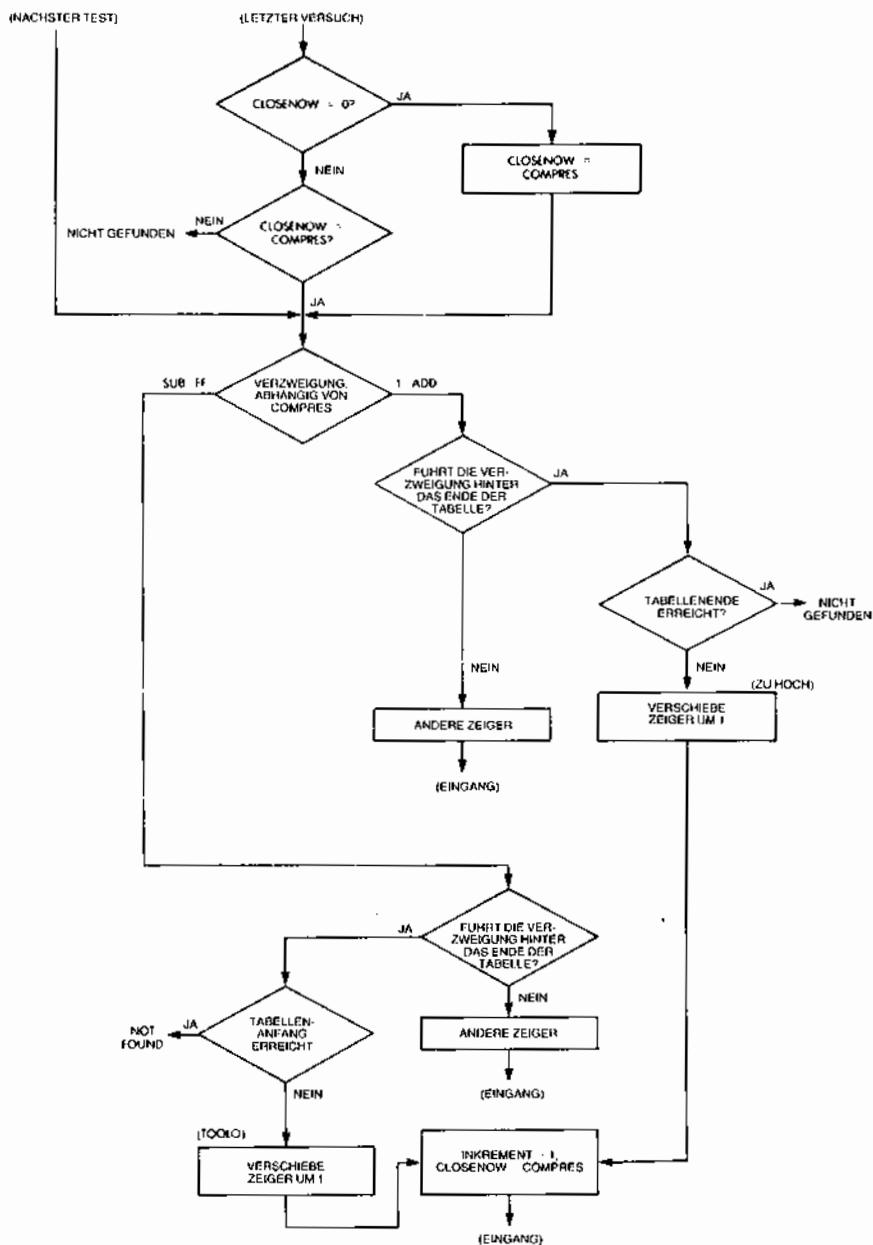 (NACHSTER TEST)
(LETZTER VERSUCH)
CLOSENOW = 0?
JA
CLOSENOW =
COMPRES
NEIN
CLOSENOW =
COMPRES?
NEIN
NICHT GEFUNDEN
JA
SUB FF
VERZWEIGUNG,
ABHÄNGIG VON
COMPRES
1 ADD
FUHRT DIE VER-
ZWEIGUNG HINTER
DAS ENDE DER
TABELLE?
JA
TABELLENENDE
ERREICHT?
JA
NICHT
GEFUNDEN
NEIN
NEIN
(ZU HOCH)
ANDERE ZEIGER
VERSCHIEBE
ZEIGER UM 1
(EINGANG)
JA
FUHRT DIE VER-
ZWEIGUNG HINTER
DAS ENDE DER
TABELLE?
NEIN
NOT
FOUND
JA
TABELLEN-
ANFANG
ERREICHT
ANDERE ZEIGER
NEIN
(EINGANG)
(TOOLO)
VERSCHIEBE
ZEIGER UM 1
INKREMENT - 1,
CLOSENOW COMPRES
(EINGANG)